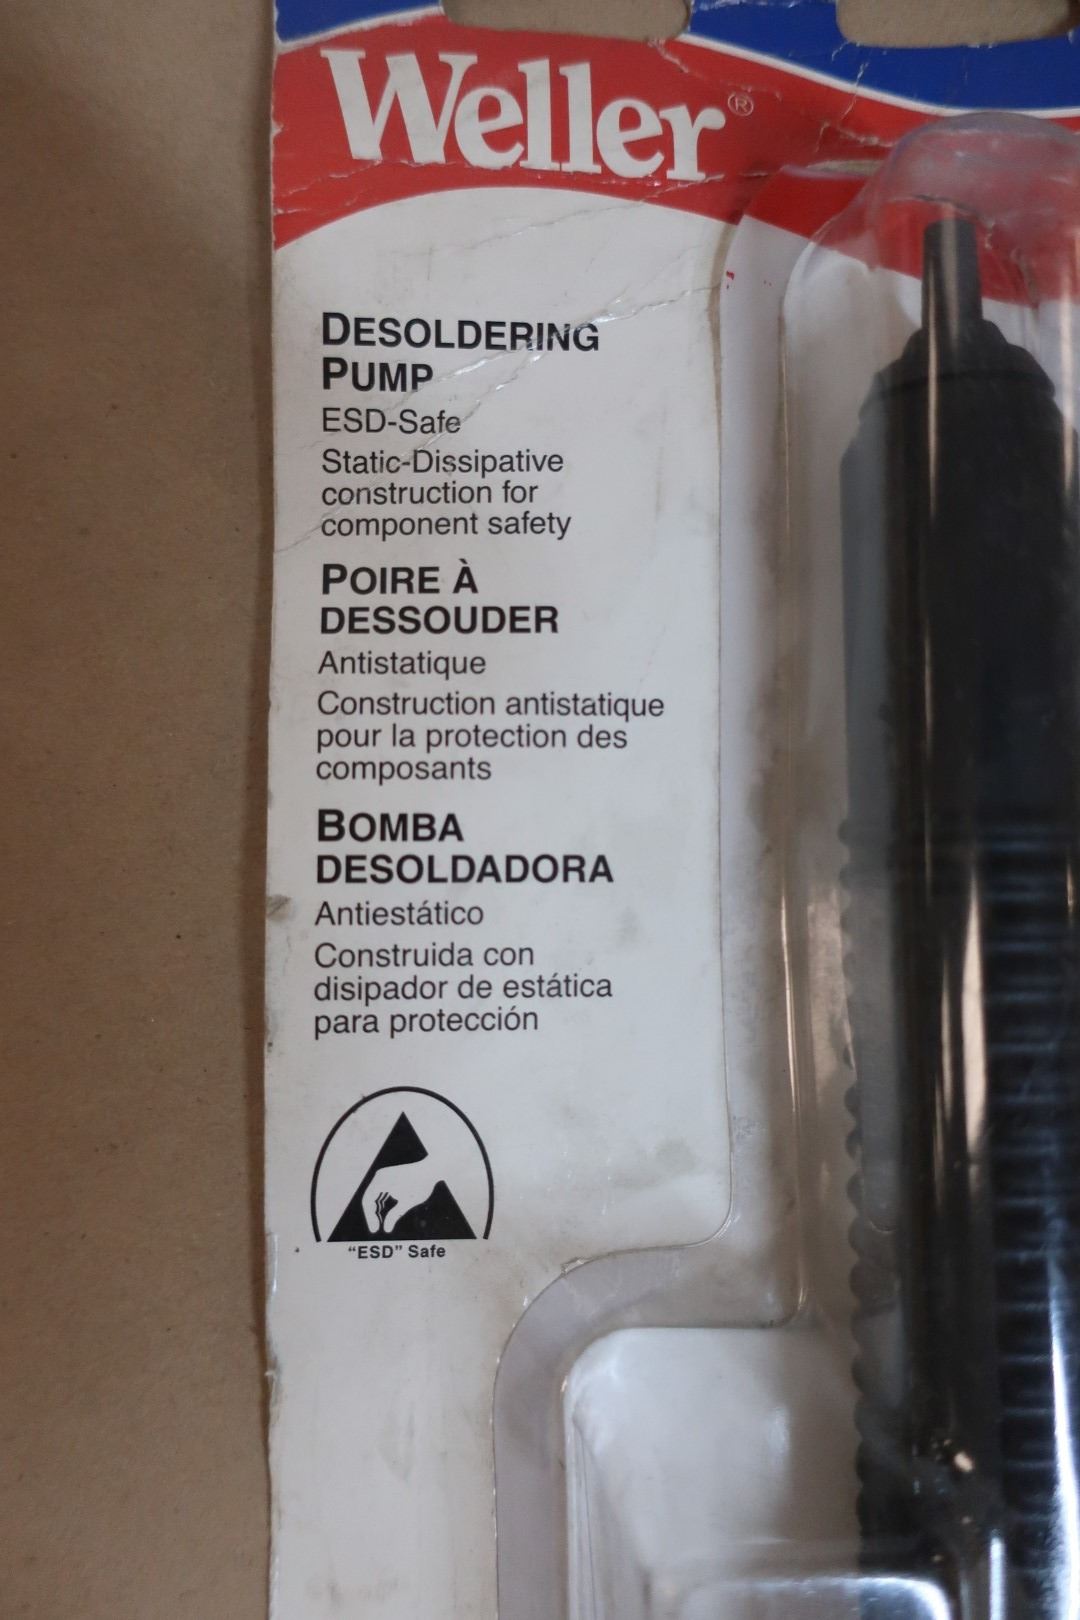 Weller®
DESOLDERING
PUMP
ESD-Safe
Static-Dissipative
construction for
component safety
POIRE À
DESSOUDER
Antistatique
Construction antistatique
pour la protection des
composants
BOMBA
DESOLDADORA
Antiestático
Construida con
disipador de estática
para protección
“ESD” Safe